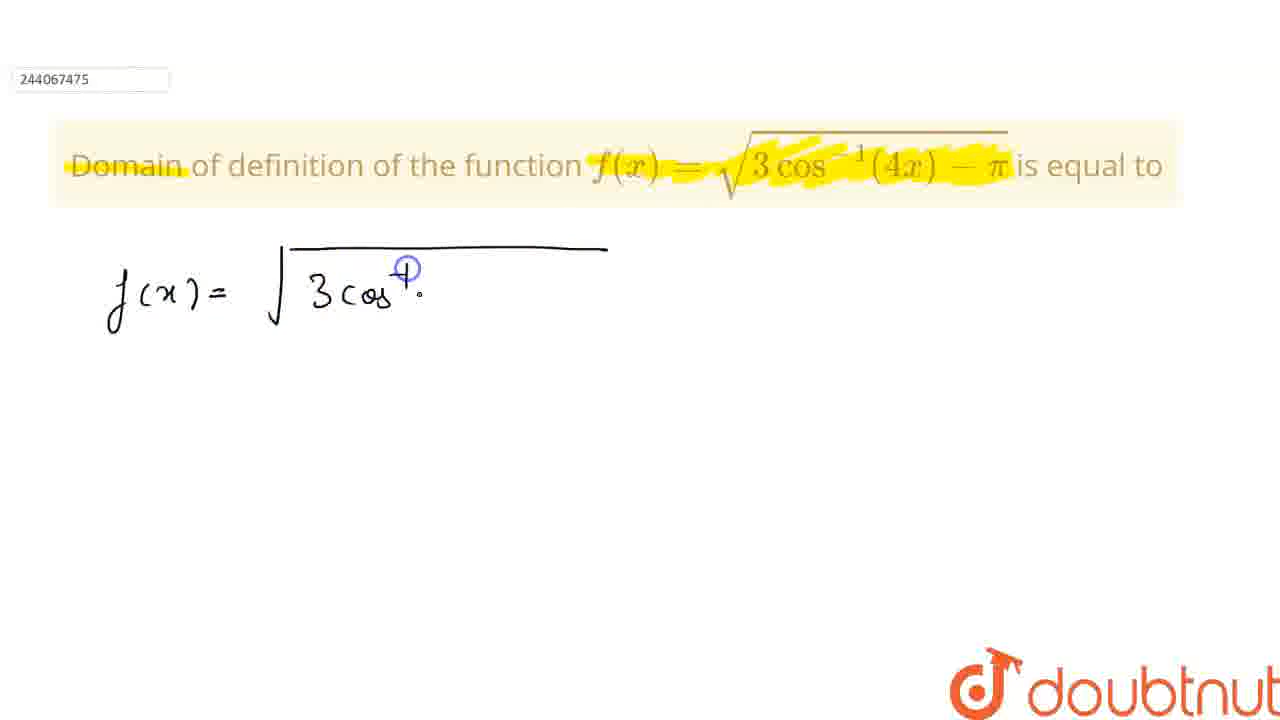 244067475
Domain of definition of the function f(x) = √(3 cos⁻¹(4x) − π) is equal to
f(x) = √(3 cos⁻¹
doubtnut